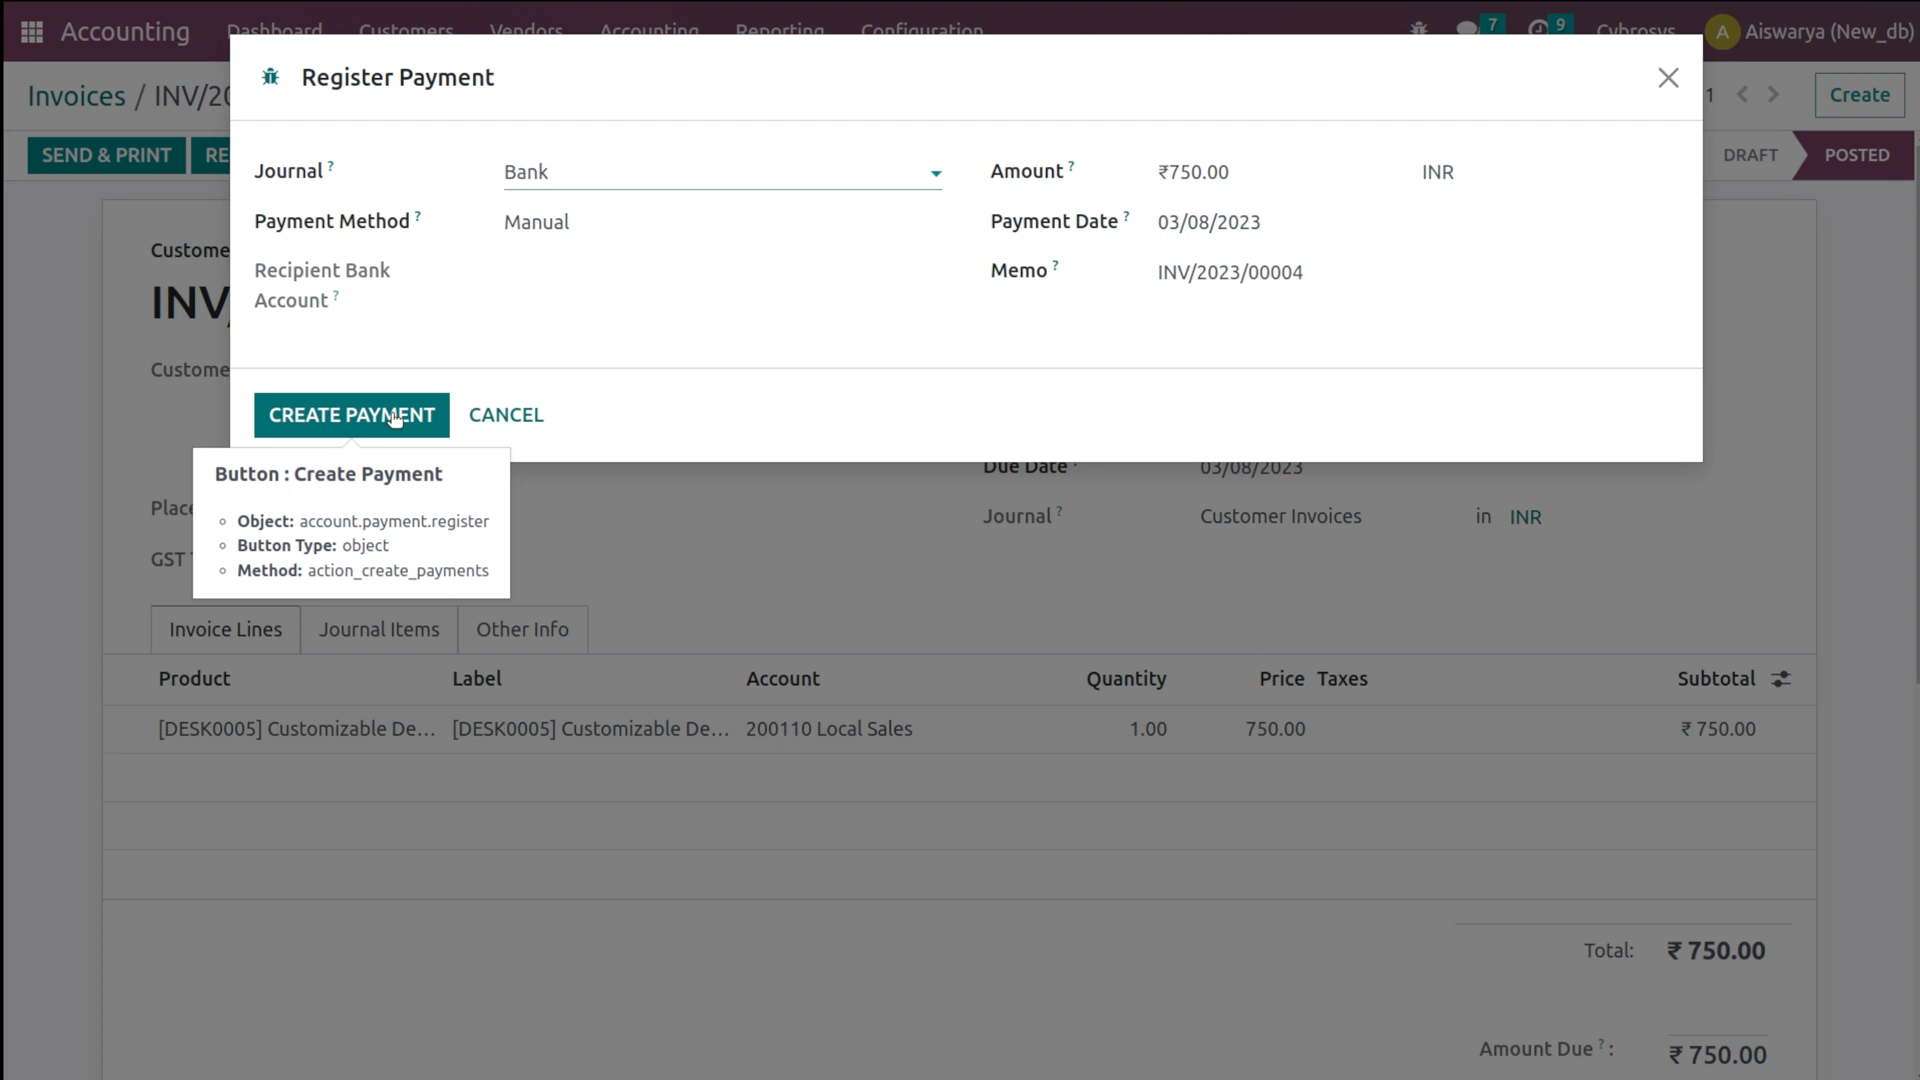 Accounting Dashboard Customers Vendors Accounting Reporting Configuration 7 9 Cybrosys A Aiswarya (New_db)
Register Payment
Invoices / INV/20 1 Create
SEND & PRINT RE DRAFT POSTED
Journal ? Bank Amount ? ₹750.00 INR
Payment Method ? Manual Payment Date ? 03/08/2023
Custome
Recipient Bank Memo ? INV/2023/00004
Account ?
INV/
Custome
CREATE PAYMENT CANCEL
Due Date 03/08/2023
Button : Create Payment
Place
Journal ? Customer Invoices in INR
Object: account.payment.register
Button Type: object
GST
Method: action_create_payments
Invoice Lines Journal Items Other Info
Product Label Account Quantity Price Taxes Subtotal
[DESK0005] Customizable De... [DESK0005] Customizable De... 200110 Local Sales 1.00 750.00 ₹ 750.00
Total: ₹ 750.00
Amount Due ? : ₹ 750.00